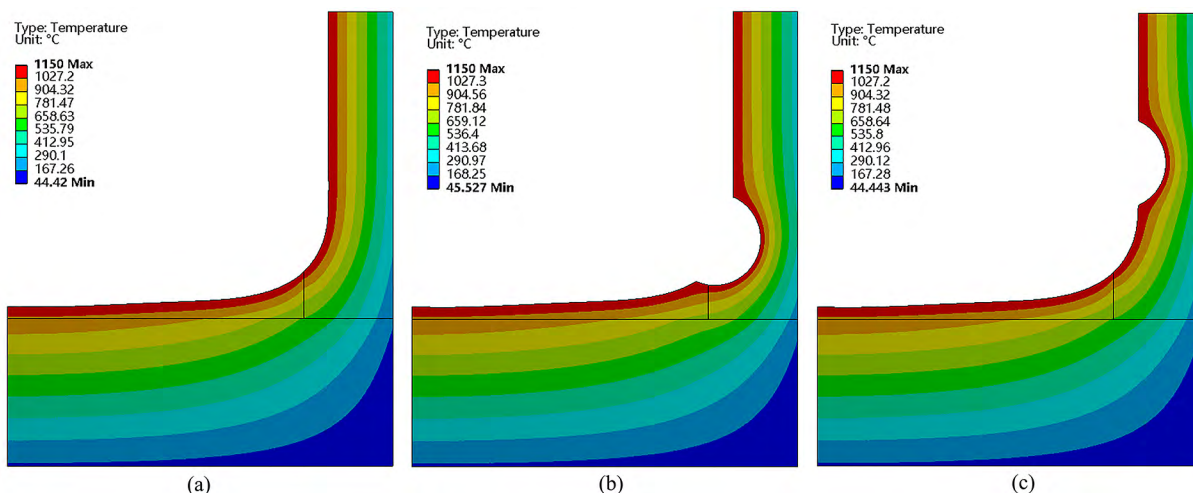 Type: Temperature
Unit: °C
1150 Max
1027.2
904.32
781.47
658.63
535.79
412.95
290.1
167.26
44.42 Min
(a)
Type: Temperature
Unit: °C
1150 Max
1027.3
904.56
781.84
659.12
536.4
413.68
290.97
168.25
45.527 Min
(b)
Type: Temperature
Unit: °C
1150 Max
1027.2
904.32
781.48
658.64
535.8
412.96
290.12
167.28
44.443 Min
(c)